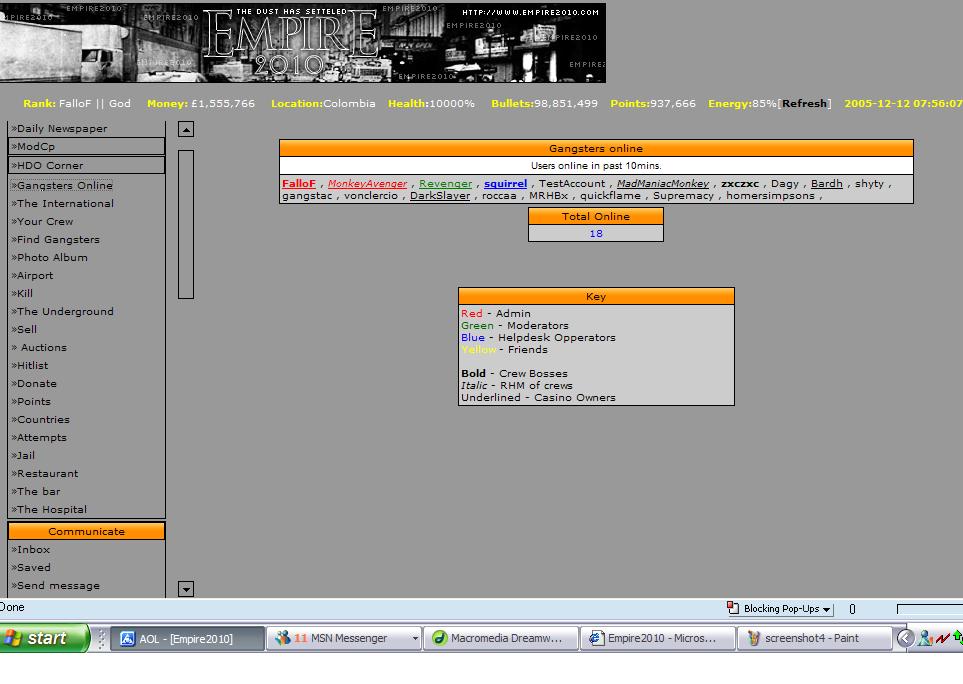 EMPIRE2010
EMPIRE2010
EMPIRE2010
THE DUST HAS SETTELED
EMPIRE
2010
HTTP://WWW.EMPIRE2010.COM
EMPIRE2010
EMPIRE2010
EMPIRE2010
EMPIRE
EMPIRE2010
Rank: FalloF || God Money: £1,555,766 Location:Colombia Health:10000% Bullets:98,851,499 Points:937,666 Energy:85%[Refresh] 2005-12-12 07:56:07
»Daily Newspaper
»ModCp
»HDO Corner
»Gangsters Online
»The International
»Your Crew
»Find Gangsters
»Photo Album
»Airport
»Kill
»The Underground
»Sell
» Auctions
»Hitlist
»Donate
»Points
»Countries
»Attempts
»Jail
»Restaurant
»The bar
»The Hospital
Communicate
»Inbox
»Saved
»Send message
Gangsters online
Users online in past 10mins.
FalloF , MonkeyAvenger , Revenger , squirrel , TestAccount , MadManiacMonkey , zxczxc , Dagy , Bardh , shyty ,
gangstac , vonclercio , DarkSlayer , roccaa , MRHBx , quickflame , Supremacy , homersimpsons ,
Total Online
18
Key
Red - Admin
Green - Moderators
Blue - Helpdesk Opperators
Yellow - Friends
Bold - Crew Bosses
Italic - RHM of crews
Underlined - Casino Owners
Done
Blocking Pop-Ups
0
start
AOL - [Empire2010]
11 MSN Messenger
Macromedia Dreamw...
Empire2010 - Micros...
screenshot4 - Paint